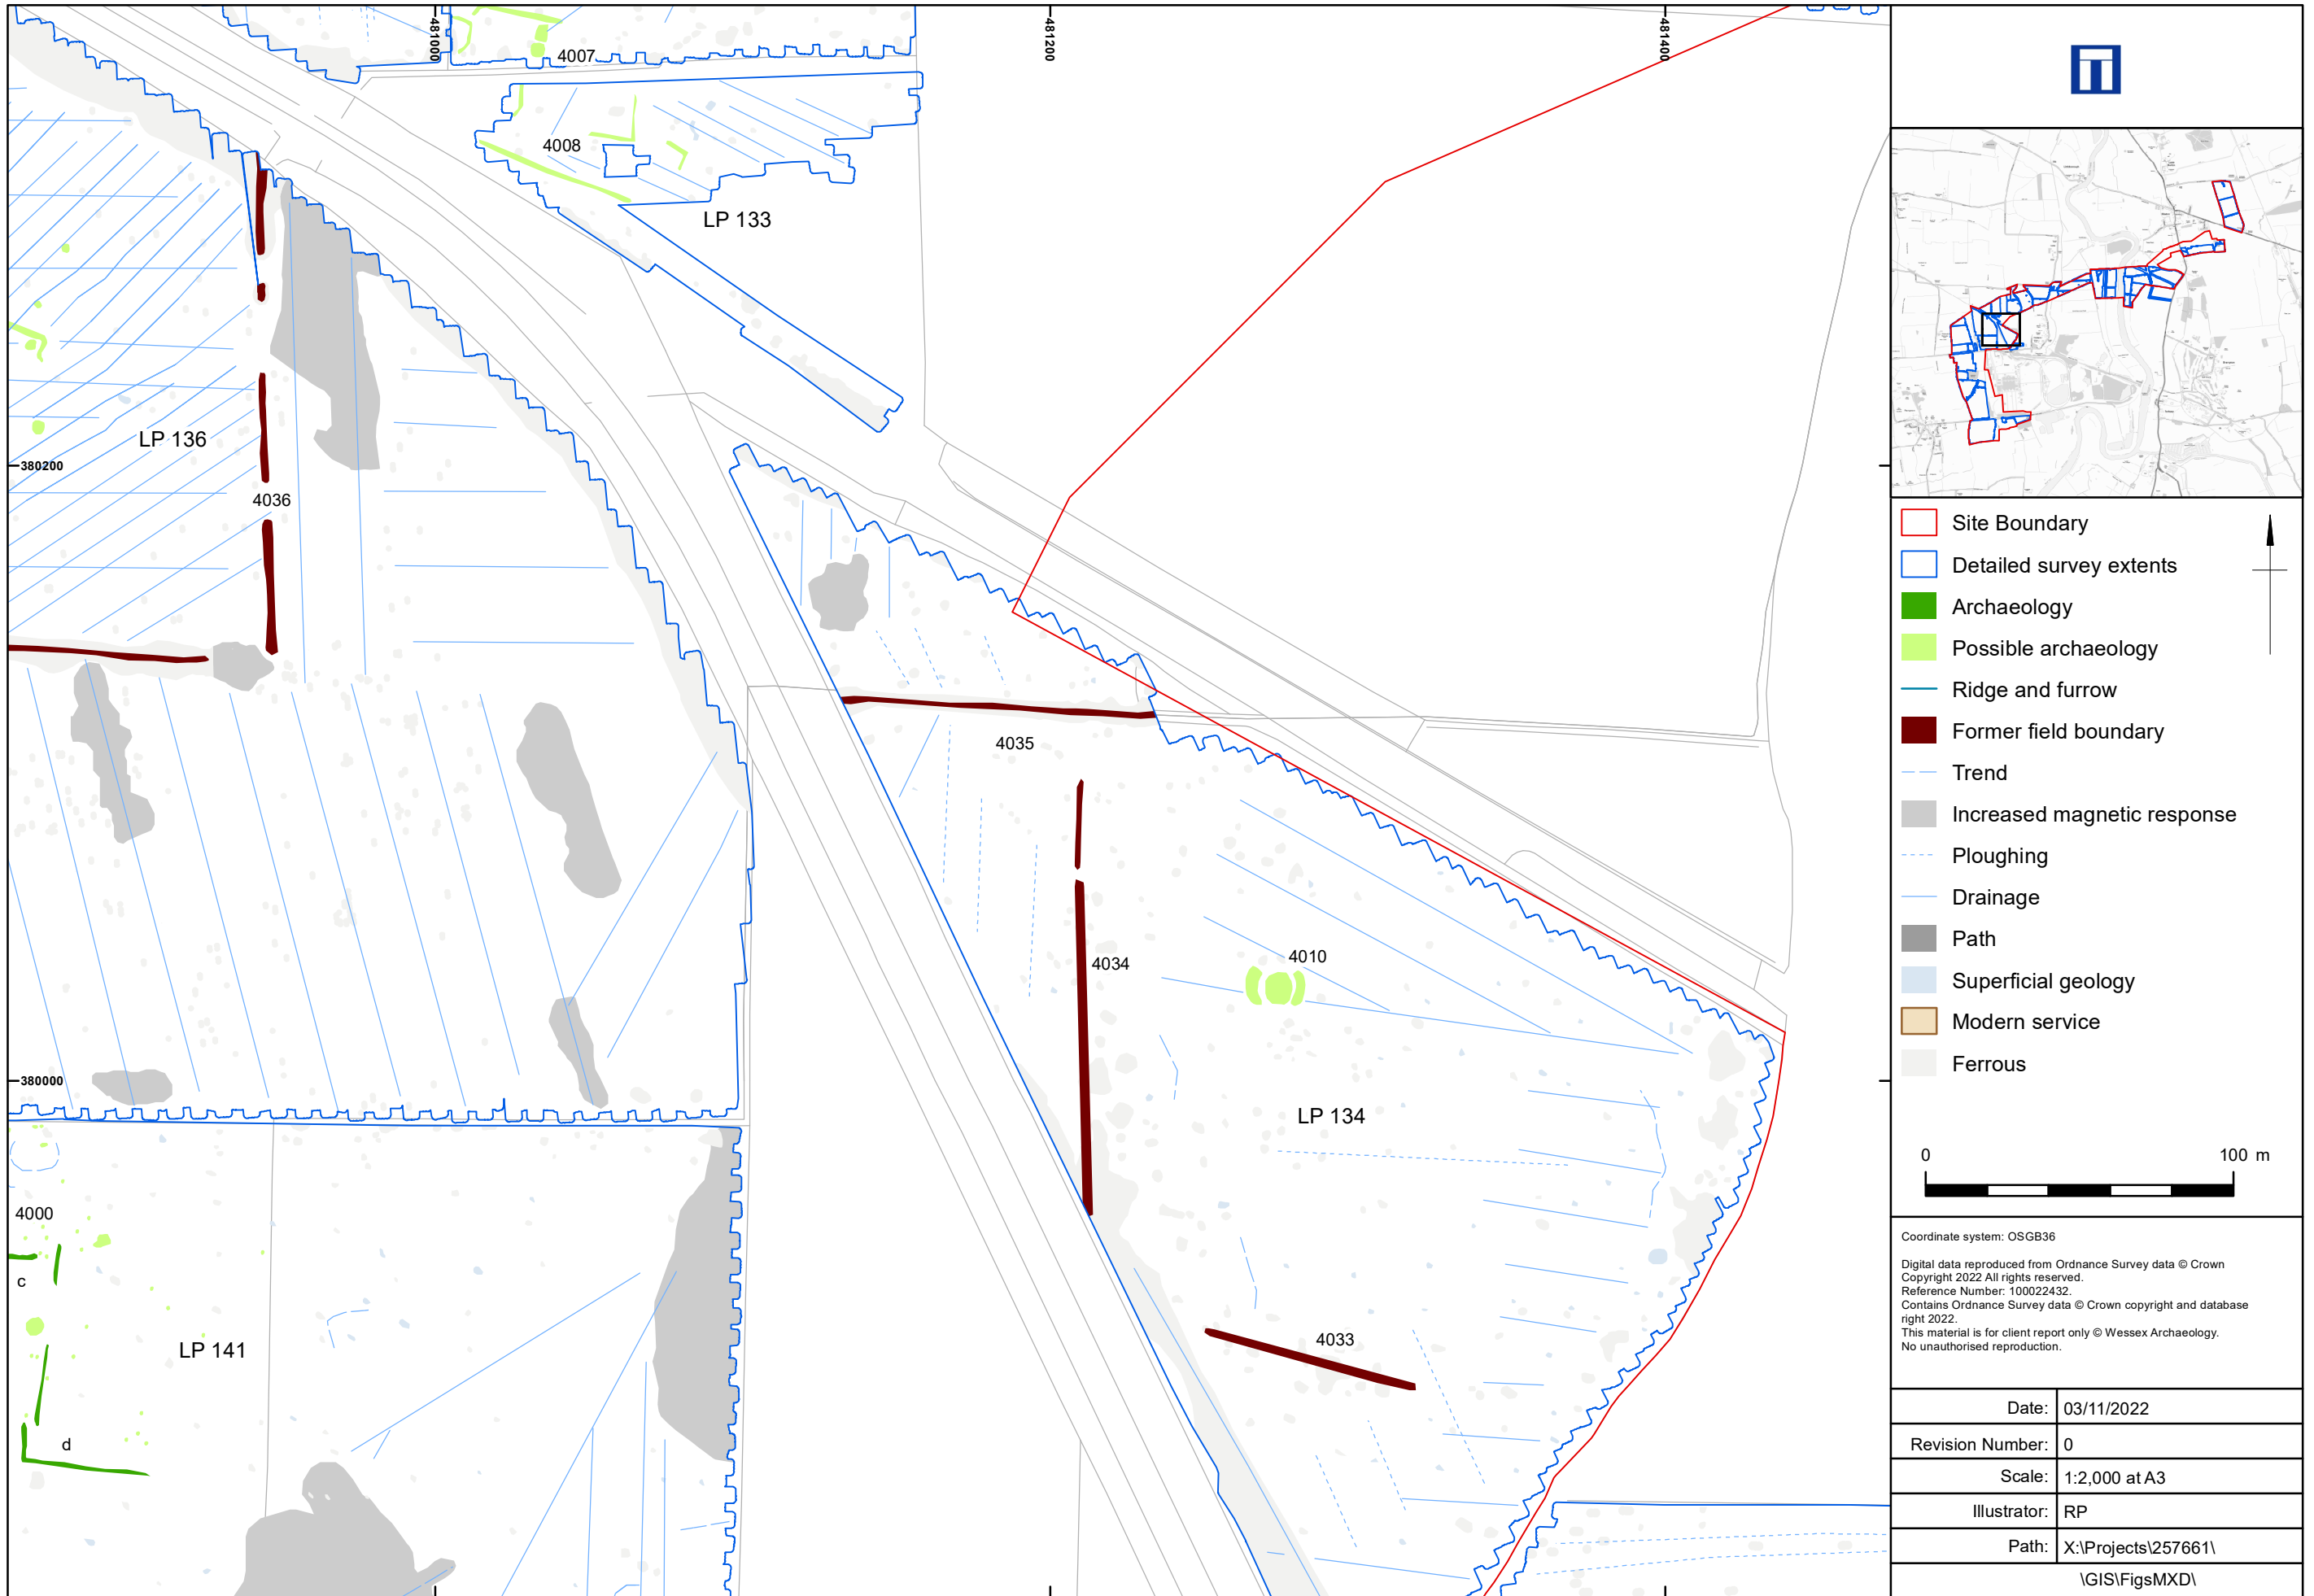 481000
481200
481400
4007
4008
LP 133
LP 136
380200
4036
4035
4034
4010
380000
LP 134
4000
c
4033
LP 141
d
Site Boundary
Detailed survey extents
Archaeology
Possible archaeology
Ridge and furrow
Former field boundary
Trend
Increased magnetic response
Ploughing
Drainage
Path
Superficial geology
Modern service
Ferrous
0 100 m
Coordinate system: OSGB36
Digital data reproduced from Ordnance Survey data © Crown
Copyright 2022 All rights reserved.
Reference Number: 100022432.
Contains Ordnance Survey data © Crown copyright and database
right 2022.
This material is for client report only © Wessex Archaeology.
No unauthorised reproduction.
Date: 03/11/2022
Revision Number: 0
Scale: 1:2,000 at A3
Illustrator: RP
Path: X:\Projects\257661\
\GIS\FigsMXD\